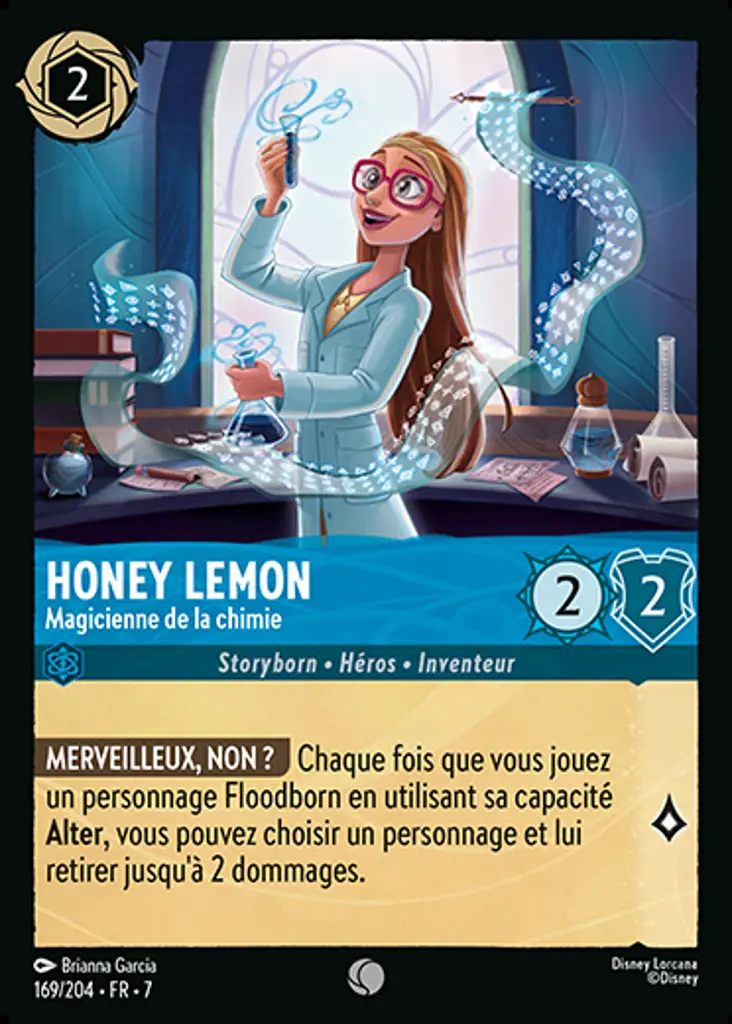 2
HONEY LEMON
Magicienne de la chimie
2
2
Storyborn • Héros • Inventeur
MERVEILLEUX, NON ? Chaque fois que vous jouez
un personnage Floodborn en utilisant sa capacité
Alter, vous pouvez choisir un personnage et lui
retirer jusqu'à 2 dommages.
Brianna Garcia
169/204 • FR • 7
Disney Lorcana
©Disney